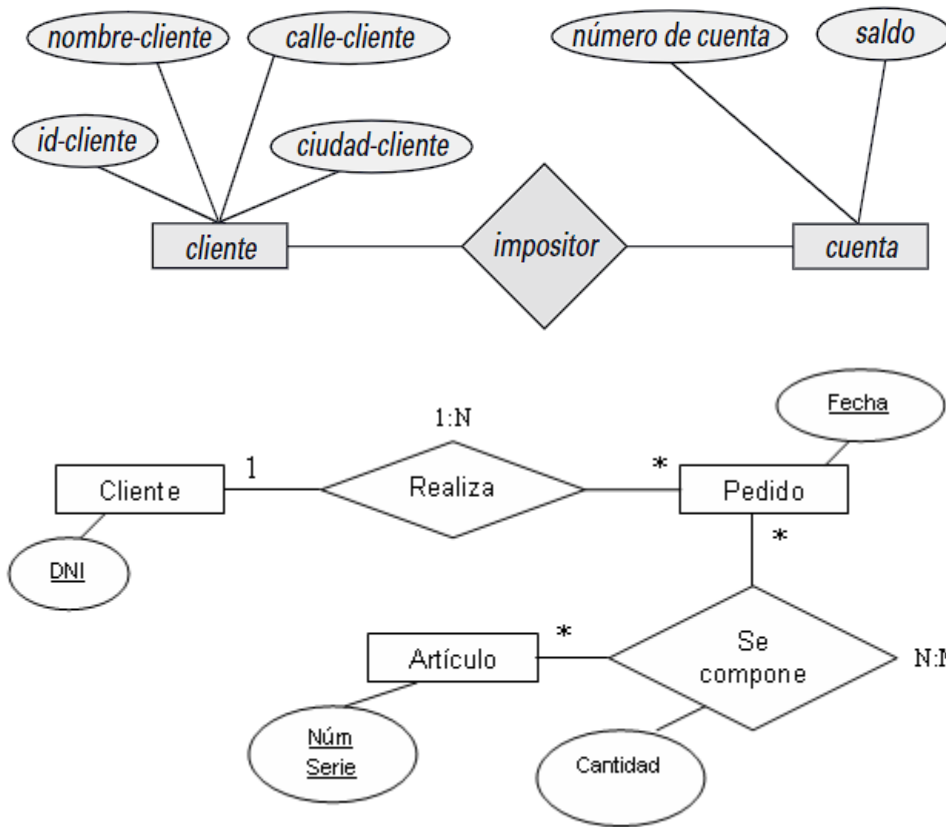 nombre-cliente
calle-cliente
número de cuenta
saldo
id-cliente
ciudad-cliente
cliente
impositor
cuenta
Fecha
1:N
Cliente
1
Realiza
*
Pedido
*
DNI
Artículo
*
Se
compone
Núm
Serie
Cantidad